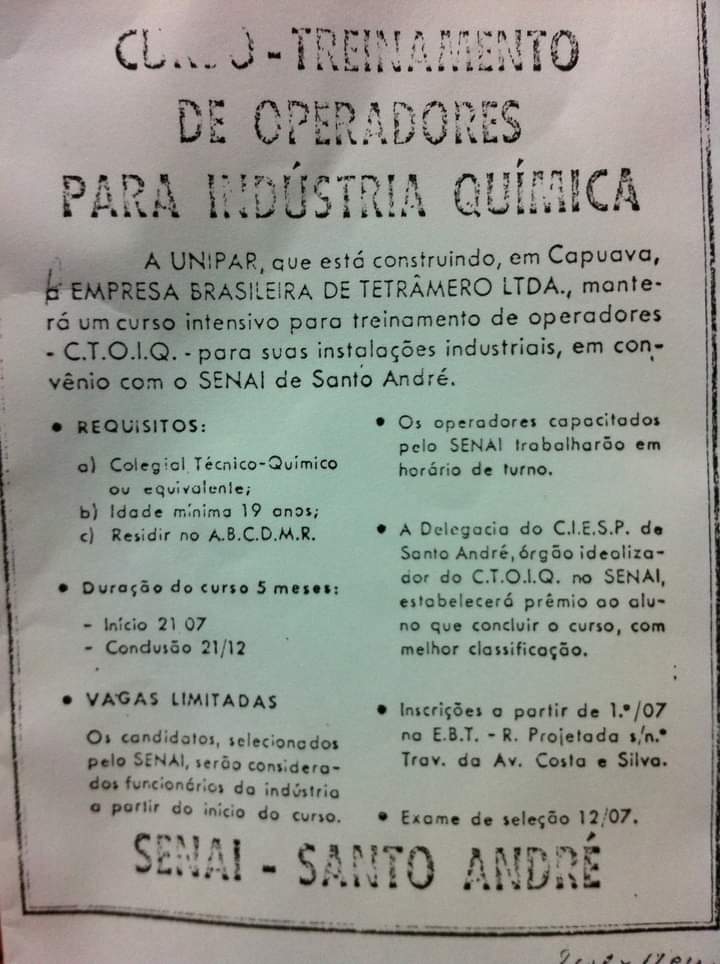 CURSO - TREINAMENTO
DE OPERADORES
PARA INDÚSTRIA QUÍMICA
A UNIPAR, que está construindo, em Capuava,
a EMPRESA BRASILEIRA DE TETRÂMERO LTDA., mante-
rá um curso intensivo para treinamento de operadores
- C.T.O.I.Q. - para suas instalações industriais, em con-
vênio com o SENAI de Santo André.
• REQUISITOS:
a) Colegial Técnico-Químico
ou equivalente;
b) Idade mínima 19 anos;
c) Residir no A.B.C.D.M.R.
• Duração do curso 5 meses:
- Início 21 07
- Conclusão 21/12
• VAGAS LIMITADAS
Os candidatos, selecionados
pelo SENAI, serão considera-
dos funcionários da indústria
a partir do início do curso.
• Os operadores capacitados
pelo SENAI trabalharão em
horário de turno.
• A Delegacia do C.I.E.S.P. de
Santo André, órgão idealiza-
dor do C.T.O.I.Q. no SENAI,
estabelecerá prêmio ao alu-
no que concluir o curso, com
melhor classificação.
• Inscrições a partir de 1.º/07
na E.B.T. - R. Projetada s/n.º
Trav. da Av. Costa e Silva.
• Exame de seleção 12/07.
SENAI - SANTO ANDRÉ